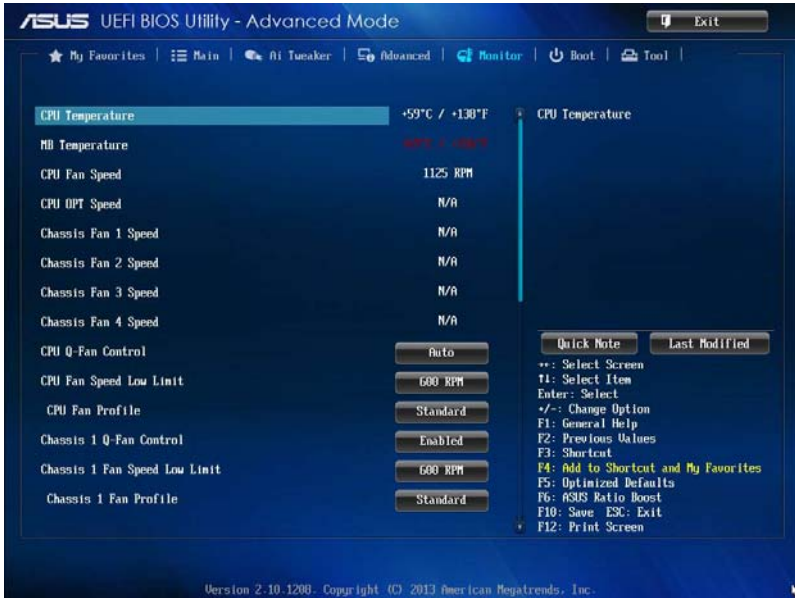 ASUS UEFI BIOS Utility - Advanced Mode
Exit
My Favorites | Main | Ai Tweaker | Advanced | Monitor | Boot | Tool |
CPU Temperature +59°C / +138°F
CPU Temperature
MB Temperature
CPU Fan Speed 1125 RPM
CPU OPT Speed N/A
Chassis Fan 1 Speed N/A
Chassis Fan 2 Speed N/A
Chassis Fan 3 Speed N/A
Chassis Fan 4 Speed N/A
CPU Q-Fan Control Auto
CPU Fan Speed Low Limit 600 RPM
CPU Fan Profile Standard
Chassis 1 Q-Fan Control Enabled
Chassis 1 Fan Speed Low Limit 600 RPM
Chassis 1 Fan Profile Standard
Quick Note Last Modified
→←: Select Screen
↑↓: Select Item
Enter: Select
+/-: Change Option
F1: General Help
F2: Previous Values
F3: Shortcut
F4: Add to Shortcut and My Favorites
F5: Optimized Defaults
F6: ASUS Ratio Boost
F10: Save ESC: Exit
F12: Print Screen
Version 2.10.1208. Copyright (C) 2013 American Megatrends, Inc.